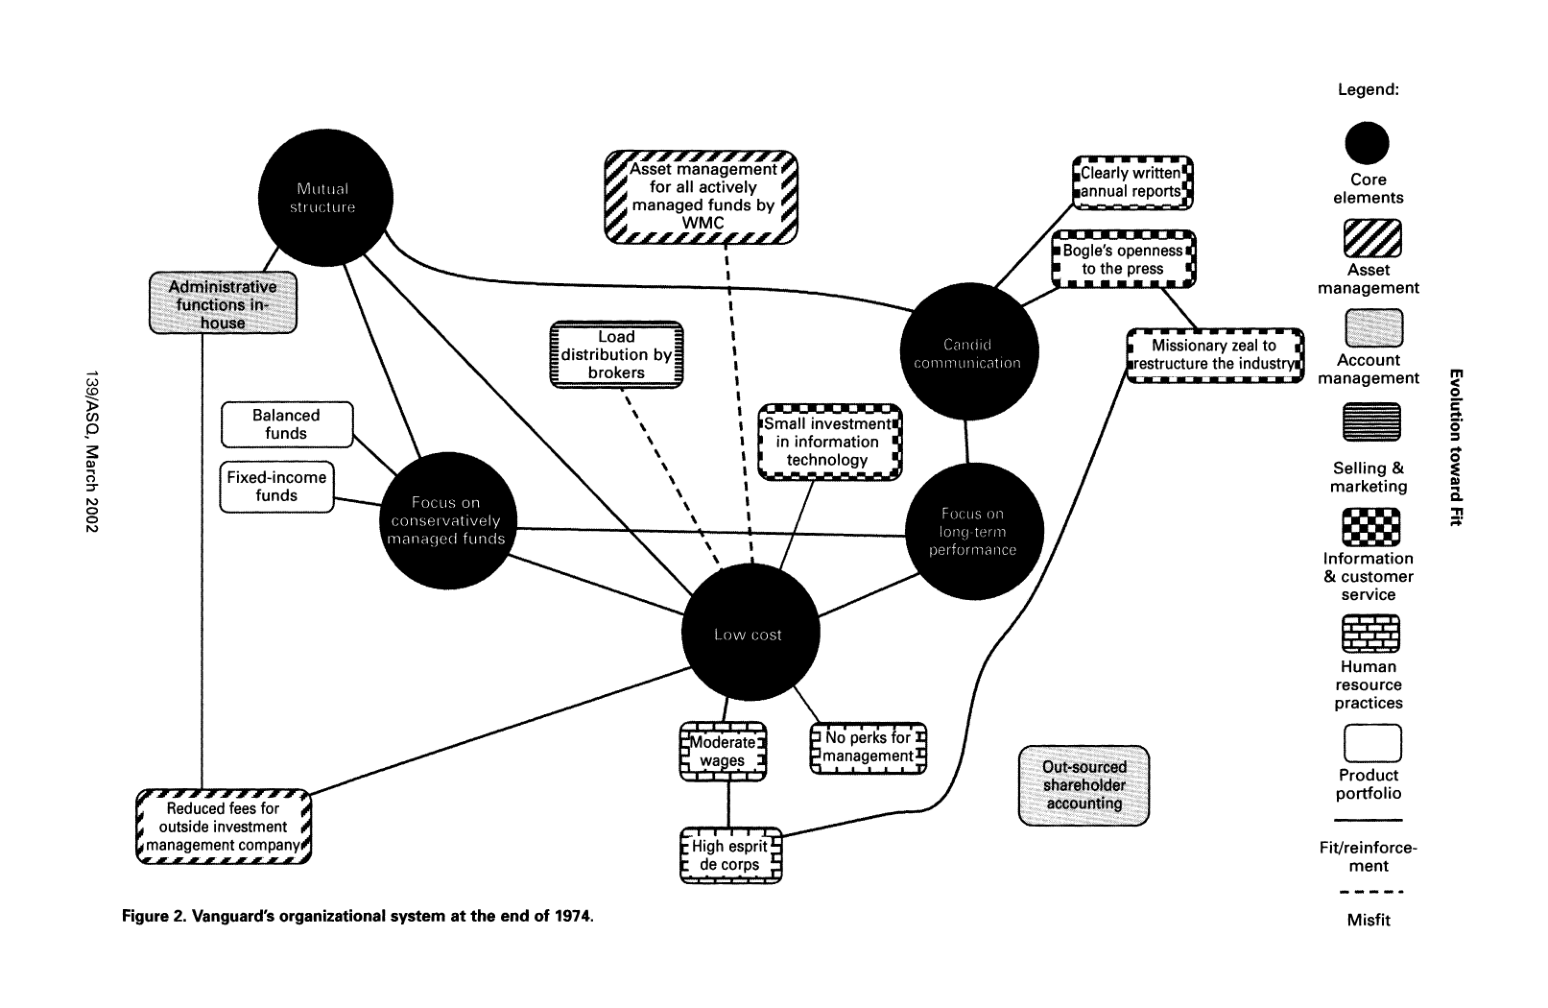 Mutual
structure
Asset management
for all actively
managed funds by
WMC
Clearly written
annual reports
Bogle's openness
to the press
Administrative
functions in-
house
Load
distribution by
brokers
Candid
communication
Missionary zeal to
restructure the industry
Balanced
funds
Small investment
in information
technology
Fixed-income
funds
Focus on
conservatively
managed funds
Focus on
long-term
performance
Low cost
Moderate
wages
No perks for
management
Out-sourced
shareholder
accounting
Reduced fees for
outside investment
management company
High esprit
de corps
Legend:
Core
elements
Asset
management
Account
management
Selling &
marketing
Information
& customer
service
Human
resource
practices
Product
portfolio
Fit/reinforce-
ment
Misfit
Figure 2. Vanguard's organizational system at the end of 1974.
139/ASQ, March 2002
Evolution toward Fit